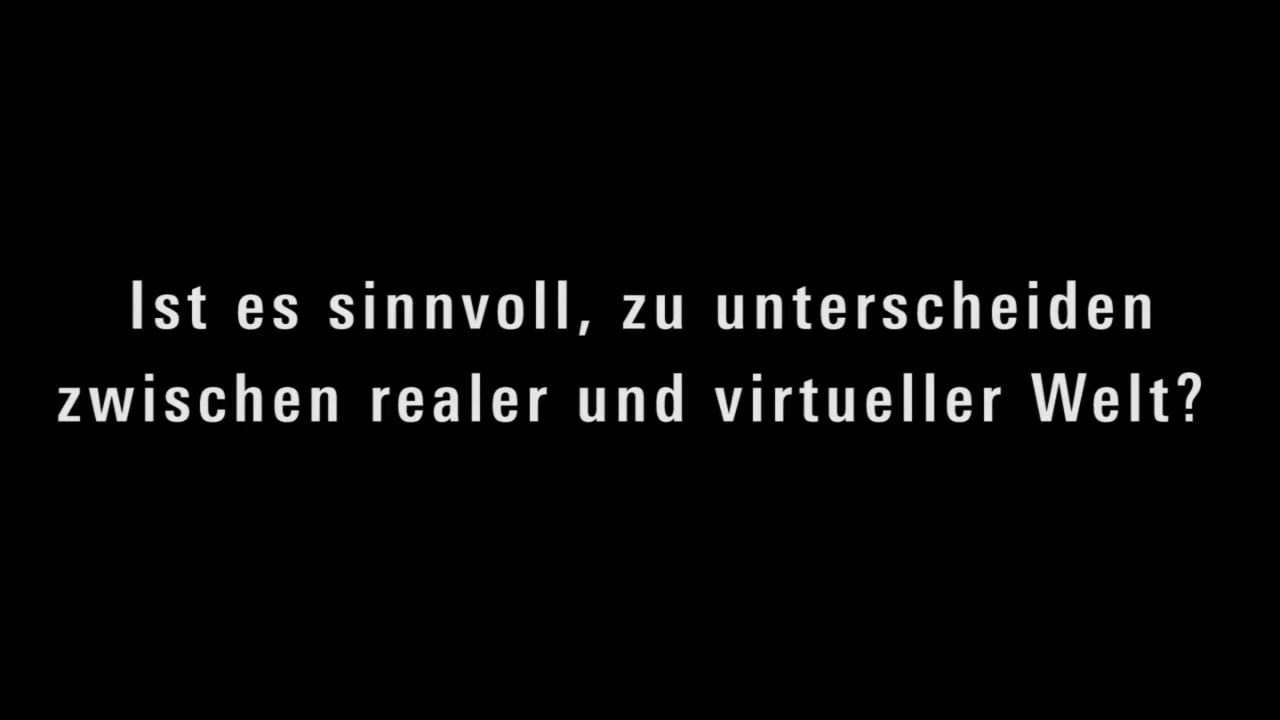 Ist es sinnvoll, zu unterscheiden
zwischen realer und virtueller Welt?